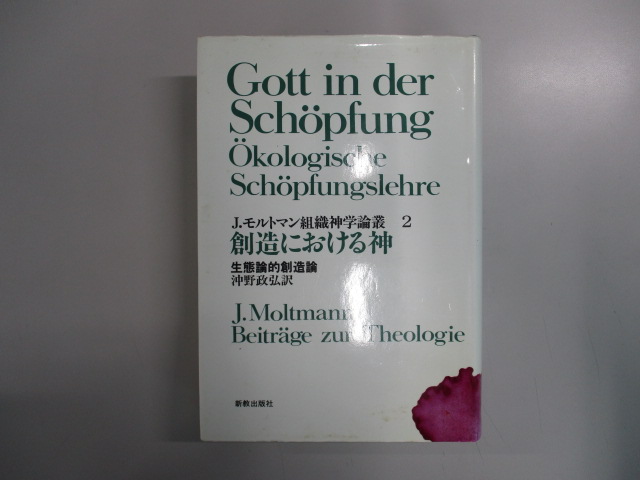 Gott in der
Schöpfung
Ökologische
Schöpfungslehre
J.モルトマン組織神学論叢 2
創造における神
生態論的創造論
沖野政弘訳
J. Moltmann
Beiträge zur Theologie
新教出版社